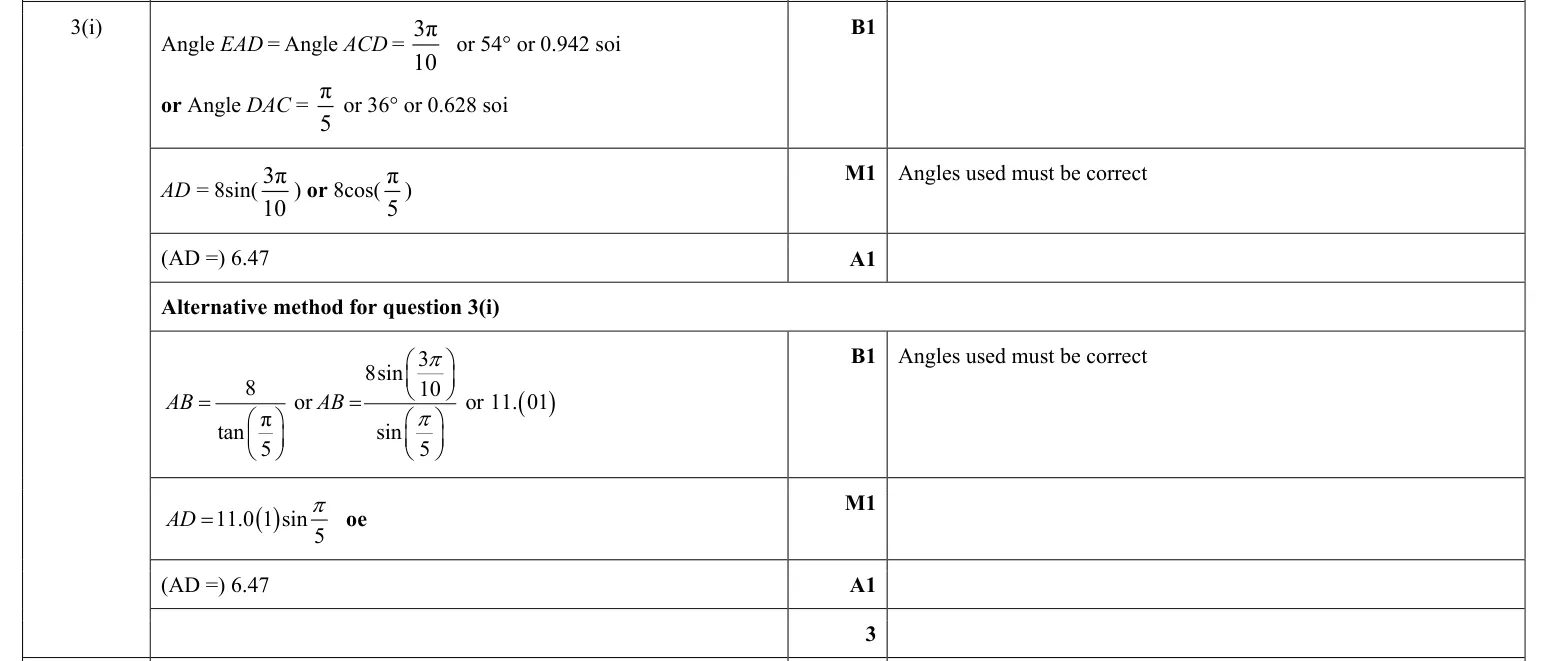 3(i)
Angle EAD = Angle ACD = 3π/10 or 54° or 0.942 soi
B1
or Angle DAC = π/5 or 36° or 0.628 soi
AD = 8sin(3π/10) or 8cos(π/5)
M1
Angles used must be correct
(AD =) 6.47
A1
Alternative method for question 3(i)
AB = 8/tan(π/5) or AB = 8sin(3π/10)/sin(π/5) or 11.(01)
B1
Angles used must be correct
AD = 11.0(1)sin π/5 oe
M1
(AD =) 6.47
A1
3